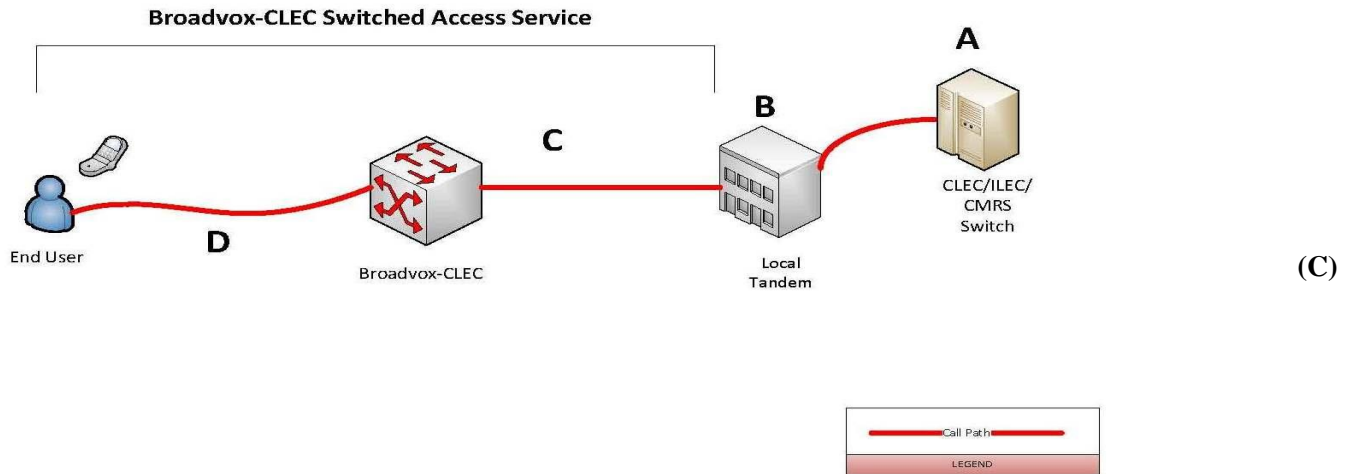 Broadvox-CLEC Switched Access Service
A
B
C
CLEC/ILEC/
CMRS
Switch
D
End User
Broadvox-CLEC
Local
Tandem
(C)
Call Path
LEGEND